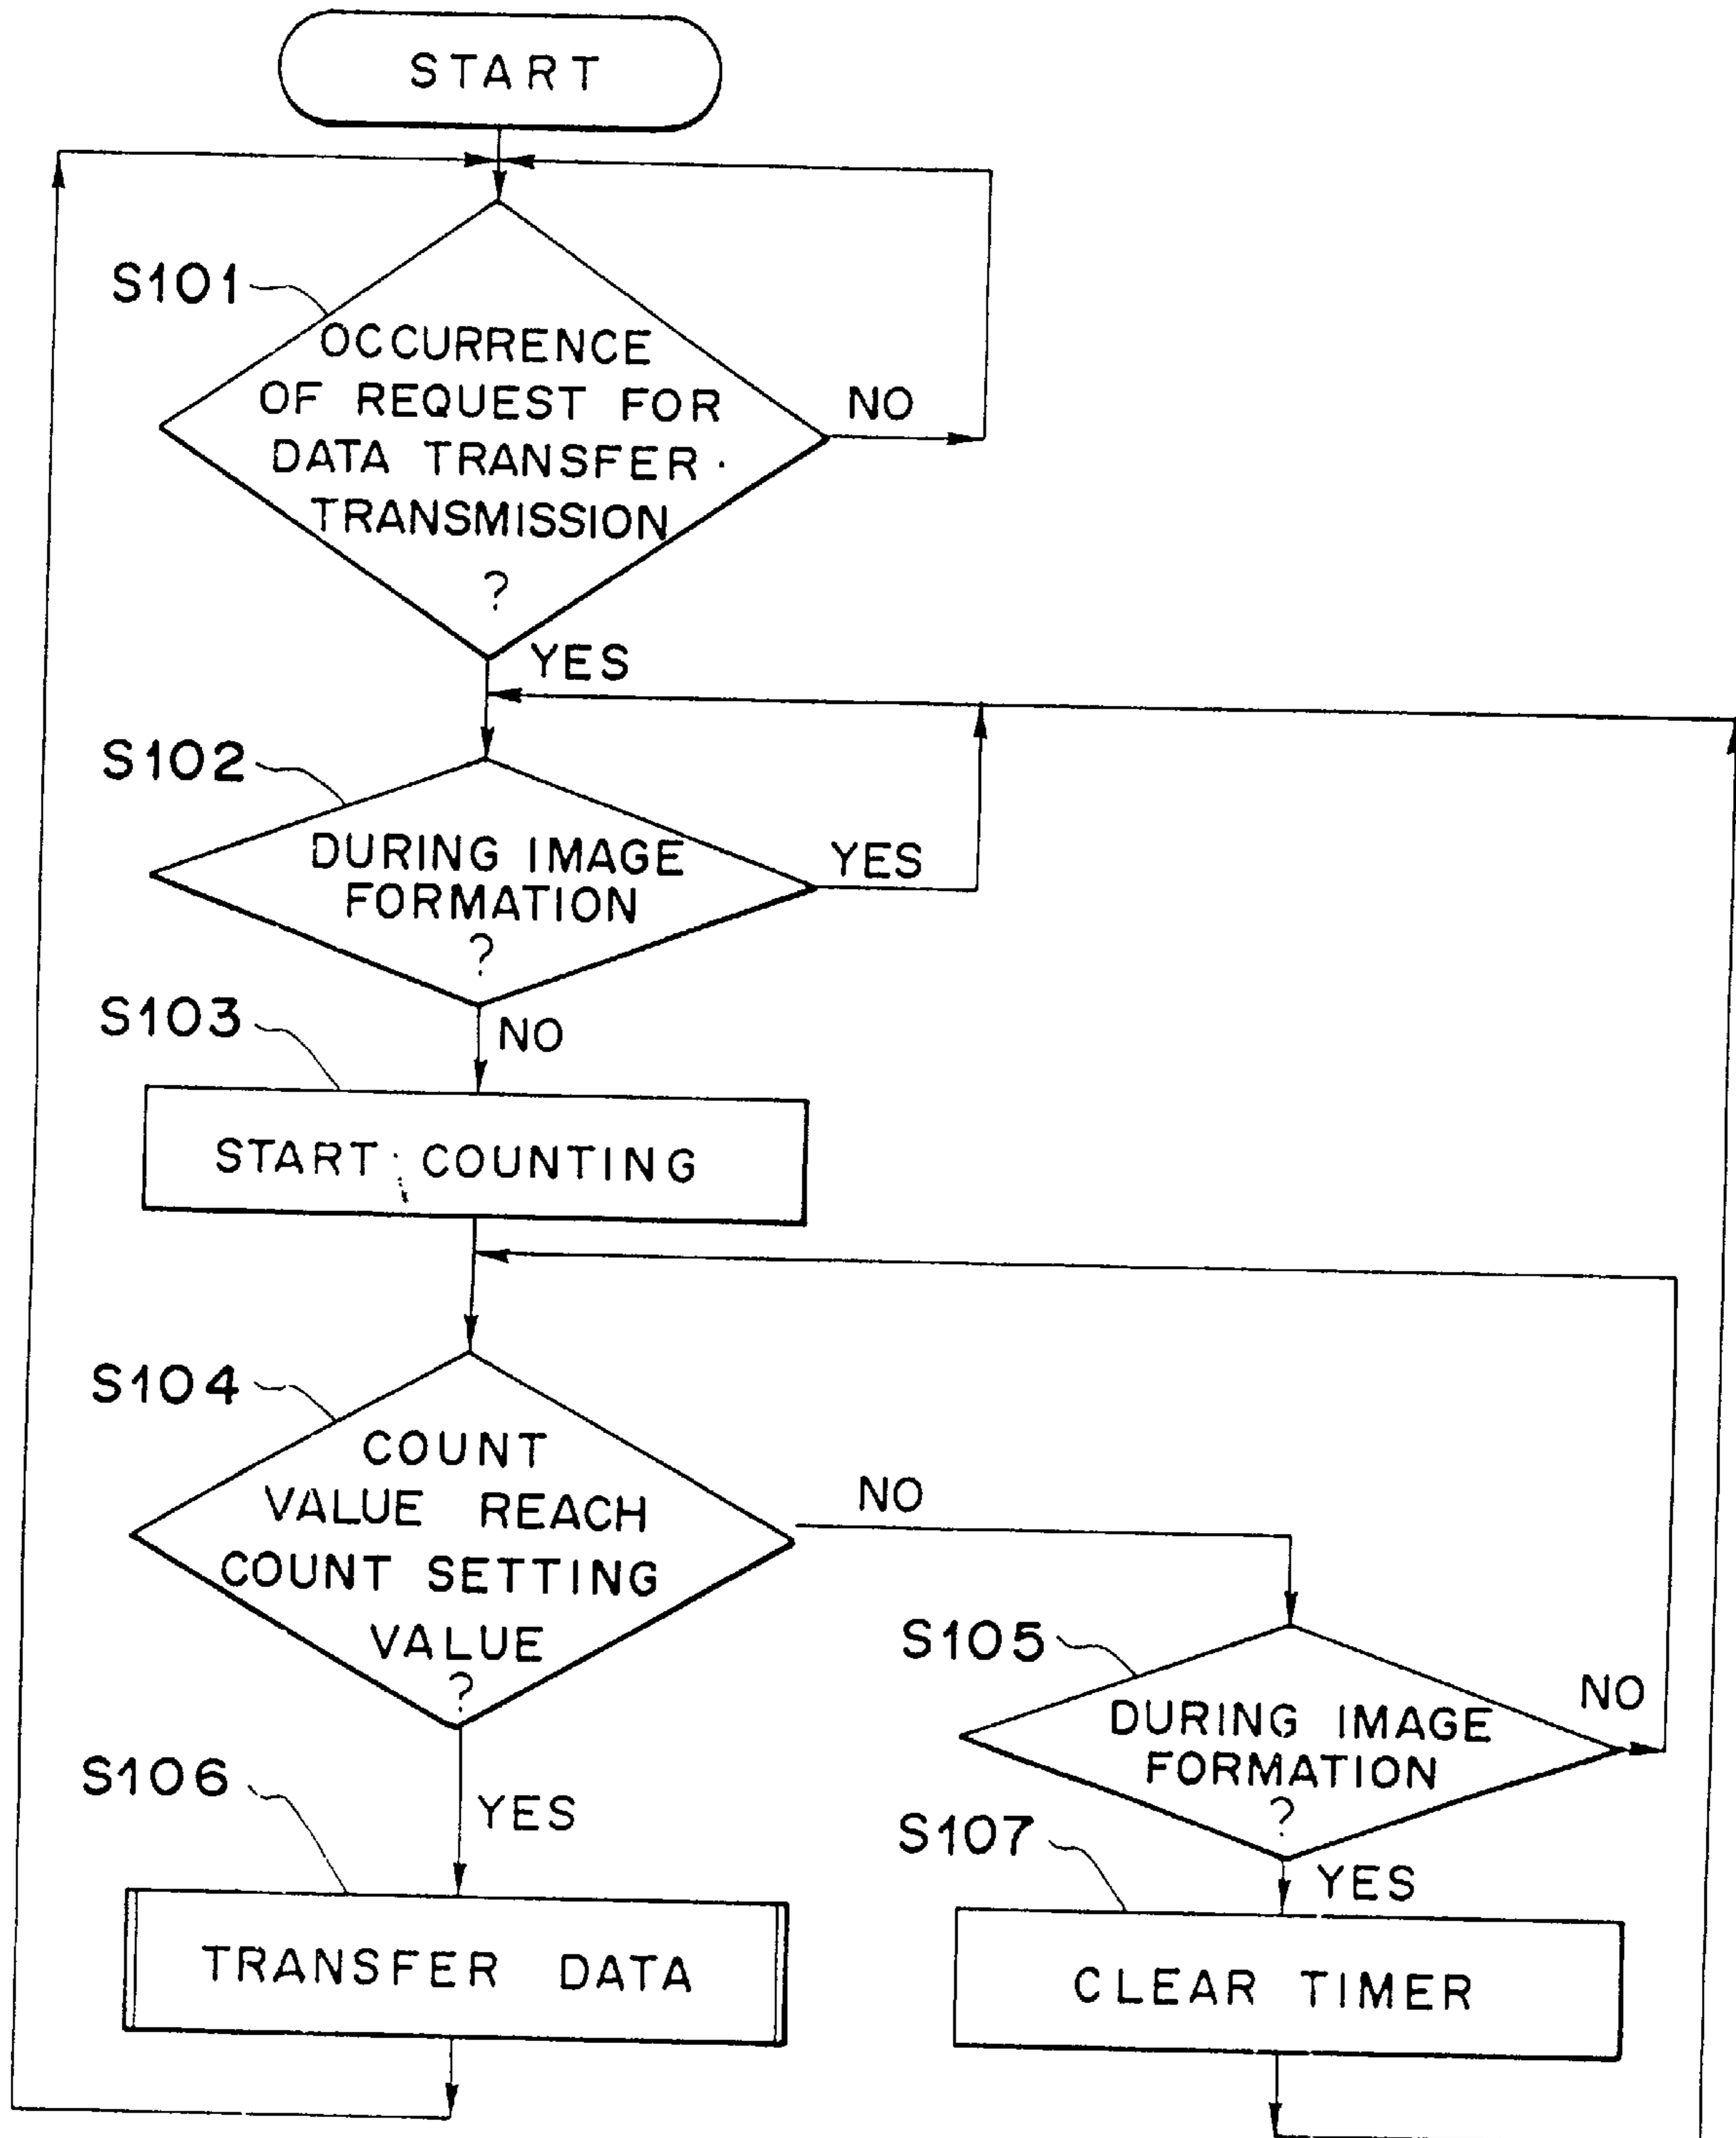 START
S101
OCCURRENCE
OF REQUEST FOR
DATA TRANSFER
TRANSMISSION
?
NO
YES
S102
DURING IMAGE
FORMATION
?
YES
NO
S103
START COUNTING
S104
COUNT
VALUE REACH
COUNT SETTING
VALUE
?
NO
YES
S105
DURING IMAGE
FORMATION
?
NO
YES
S106
TRANSFER DATA
S107
CLEAR TIMER